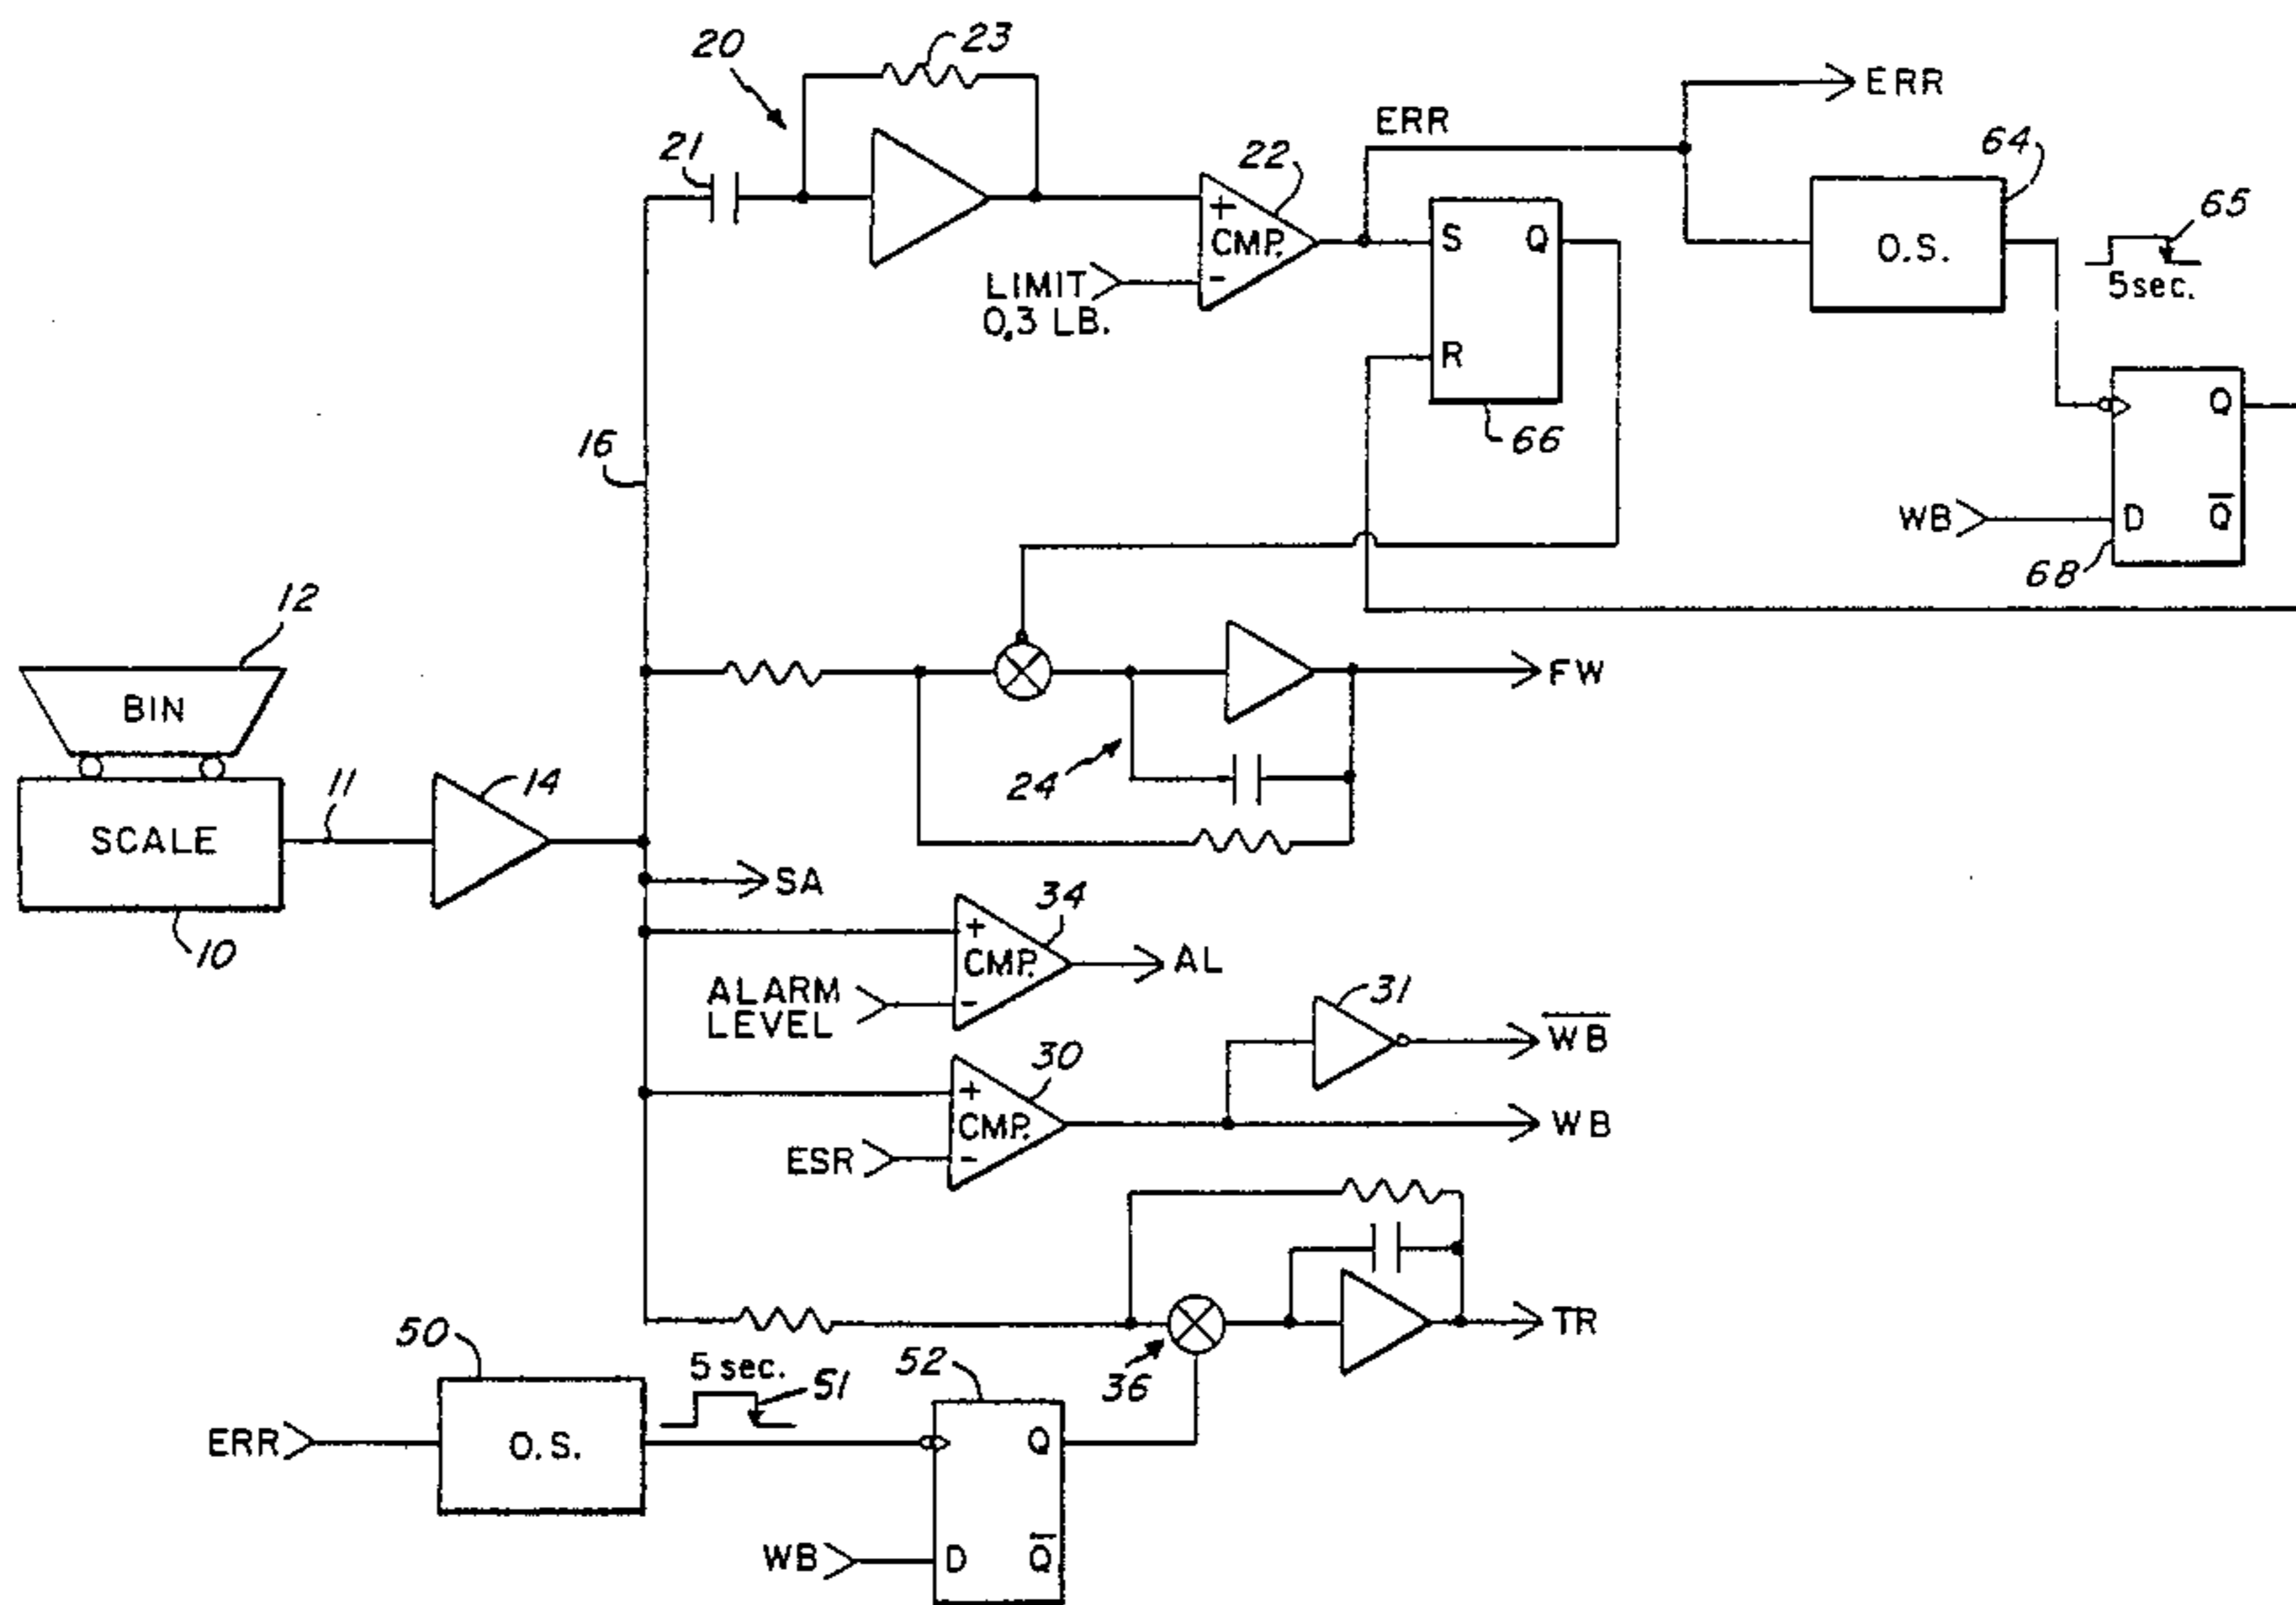 20
23
ERR
ERR
64
21
22
65
+
CMP.
-
S
Q
O.S.
5 sec.
LIMIT
0.3 LB.
R
Q
16
66
WB
D
Q̅
68
12
FW
BIN
11
14
24
SCALE
SA
34
+
CMP.
-
AL
10
ALARM
LEVEL
31
W̅B̅
30
+
CMP.
-
WB
ESR
50
5 sec.
51
52
36
TR
ERR
O.S.
Q
WB
D
Q̅